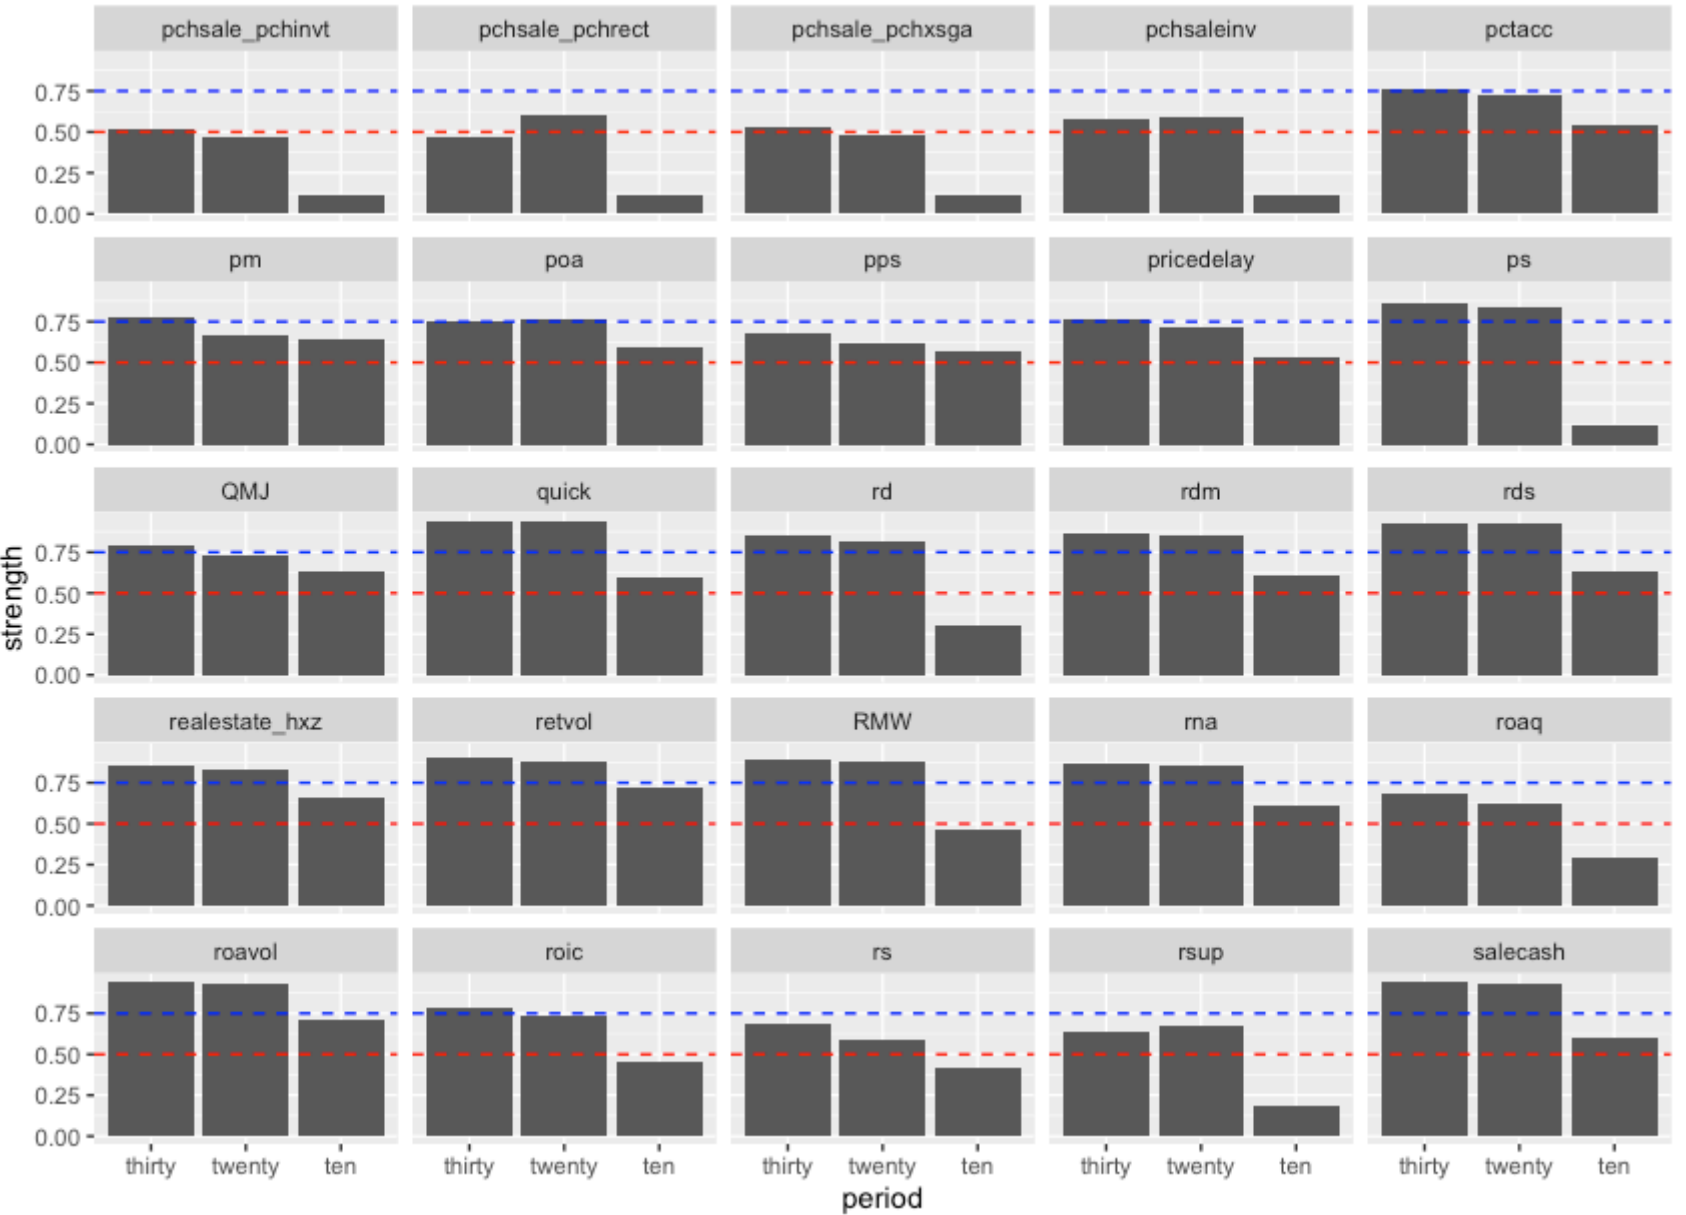 pchsale_pchinvt pchsale_pchrect pchsale_pchxsga pchsaleinv pctacc
0.75
0.50
0.25
0.00
pm poa pps pricedelay ps
0.75
0.50
0.25
0.00
QMJ quick rd rdm rds
0.75
0.50
0.25
0.00
strength
realestate_hxz retvol RMW rna roaq
0.75
0.50
0.25
0.00
roavol roic rs rsup salecash
0.75
0.50
0.25
0.00
thirty twenty ten thirty twenty ten thirty twenty ten thirty twenty ten thirty twenty ten
period